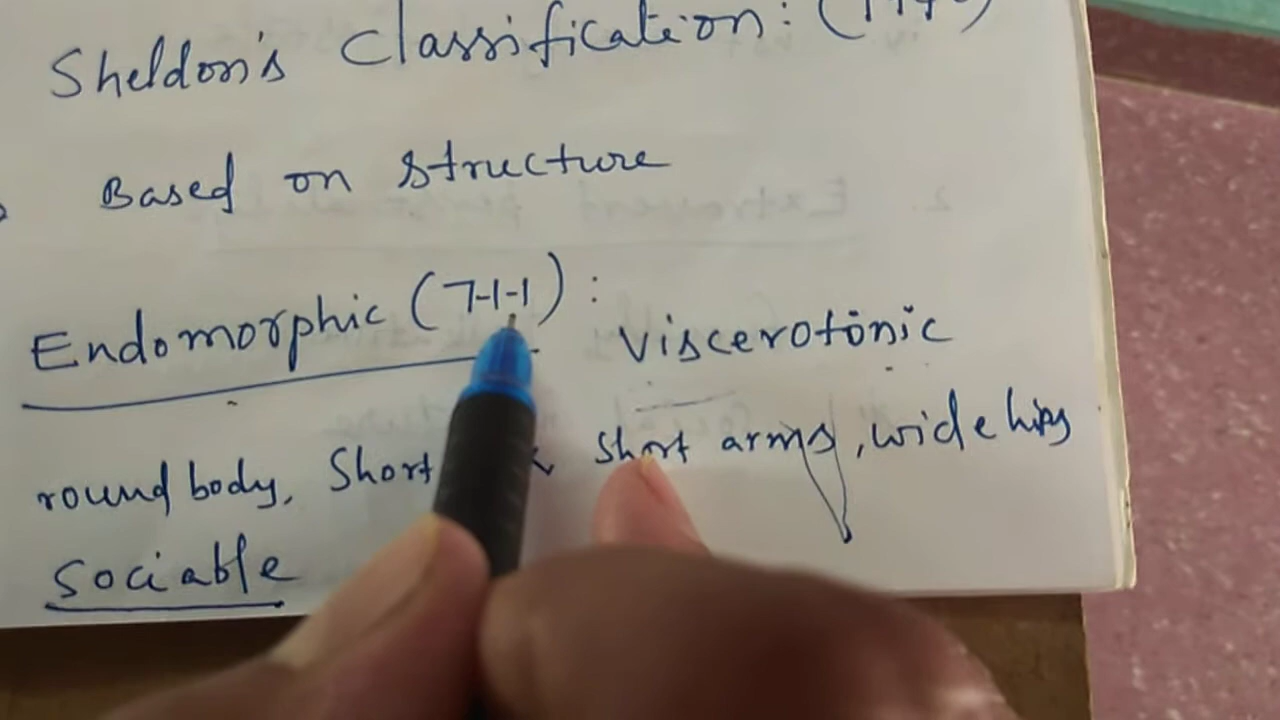 Sheldon's Classification:
Based on structure
Endomorphic (7-1-1) : Viscerotonic
round body, Short short arms, wide hips
Sociable